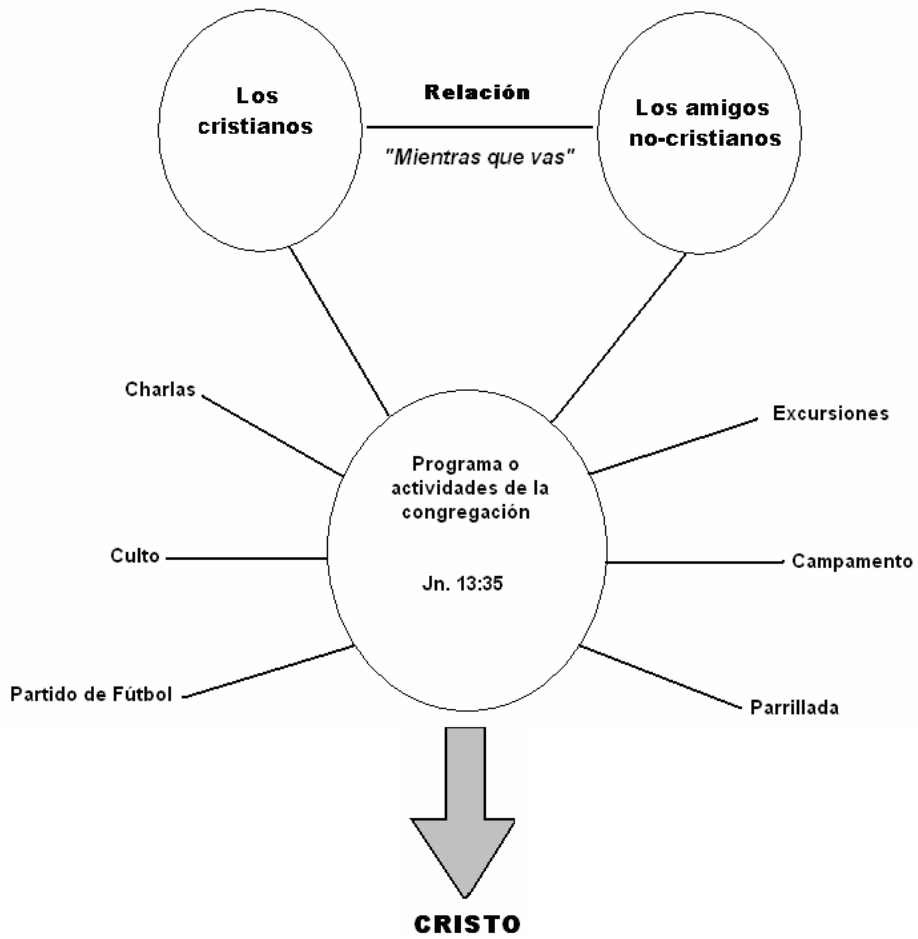 Los
cristianos
Relación
"Mientras que vas"
Los amigos
no-cristianos
Charlas
Excursiones
Programa o
actividades de la
congregación
Culto
Campamento
Jn. 13:35
Partido de Fútbol
Parrillada
CRISTO